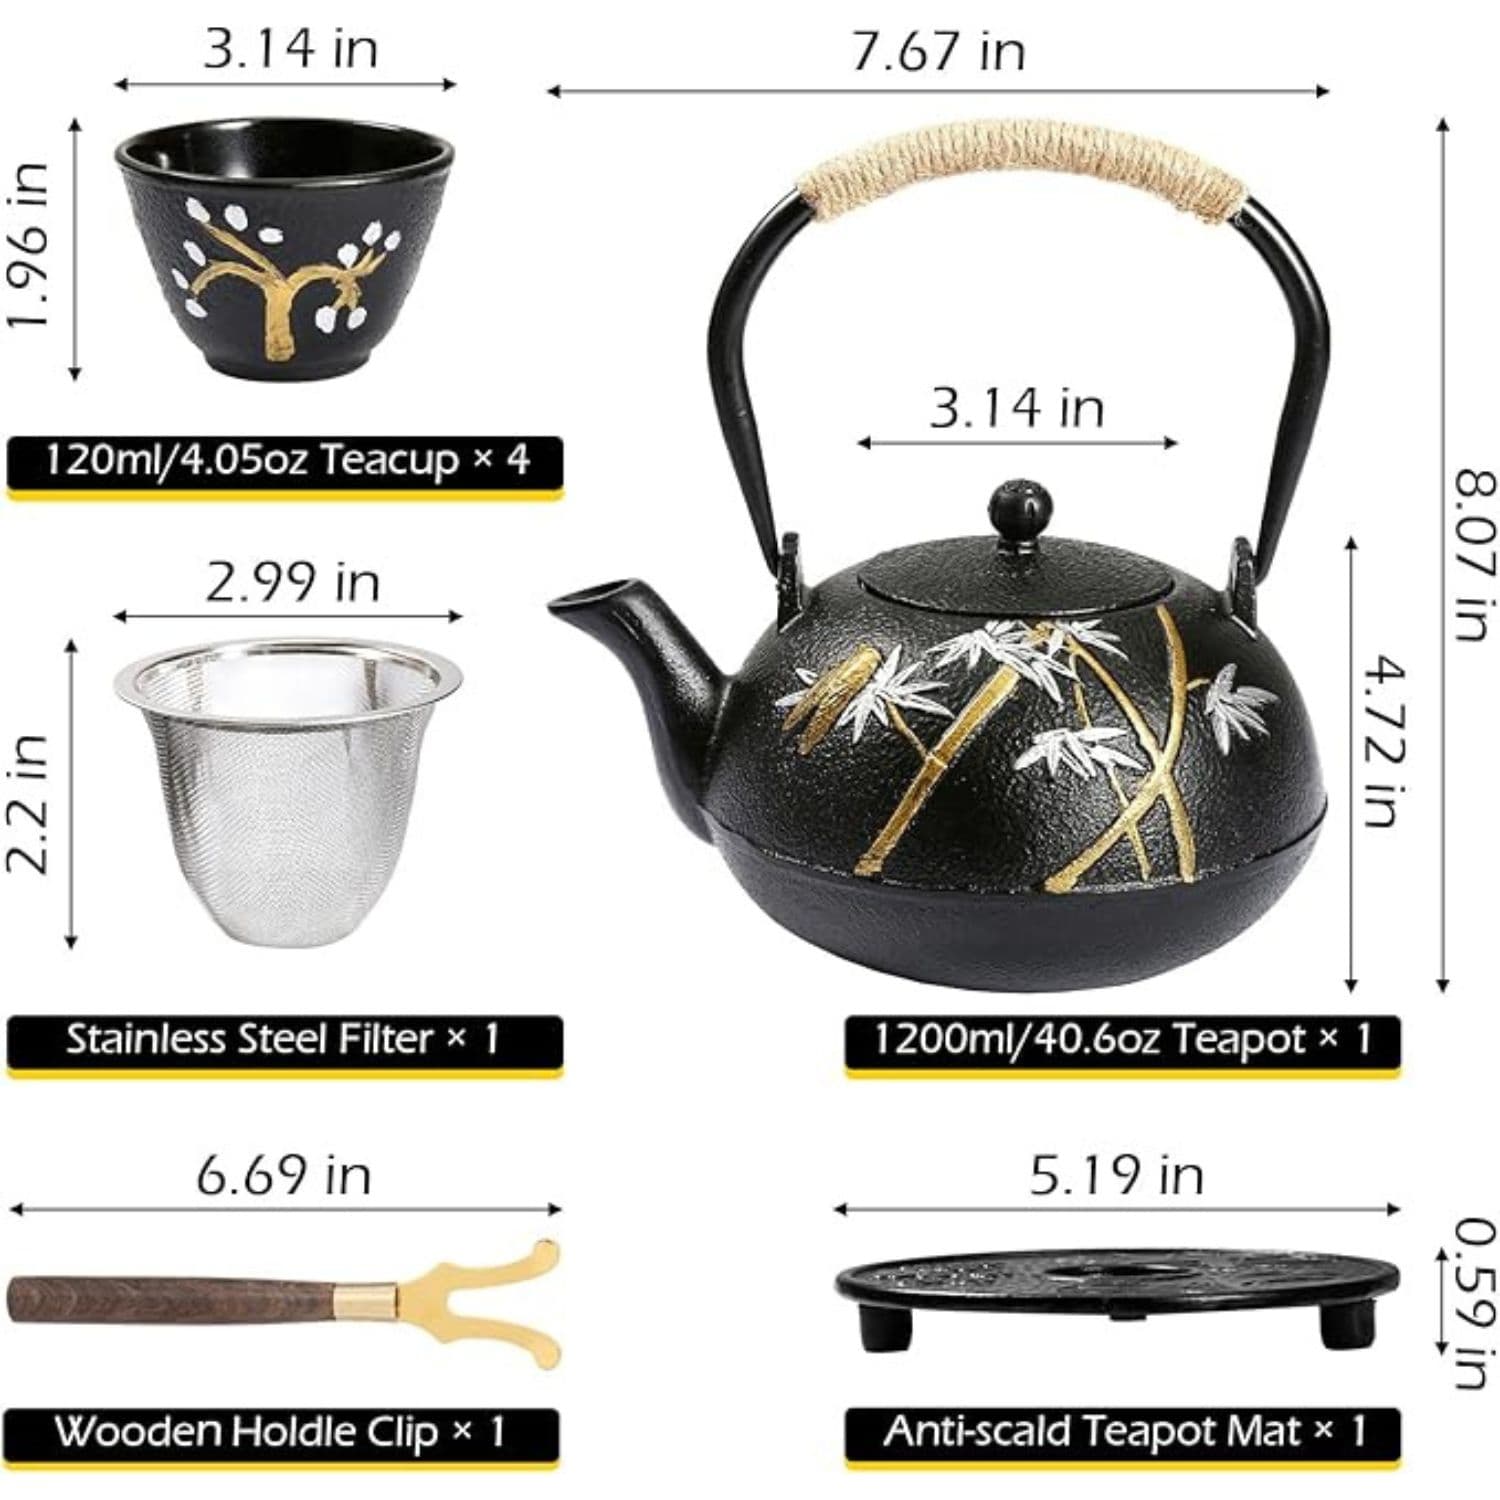 3.14 in
1.96 in
120ml/4.05oz Teacup × 4
7.67 in
3.14 in
8.07 in
4.72 in
1200ml/40.6oz Teapot × 1
2.99 in
2.2 in
Stainless Steel Filter × 1
6.69 in
Wooden Holdle Clip × 1
5.19 in
0.59 in
Anti-scald Teapot Mat × 1